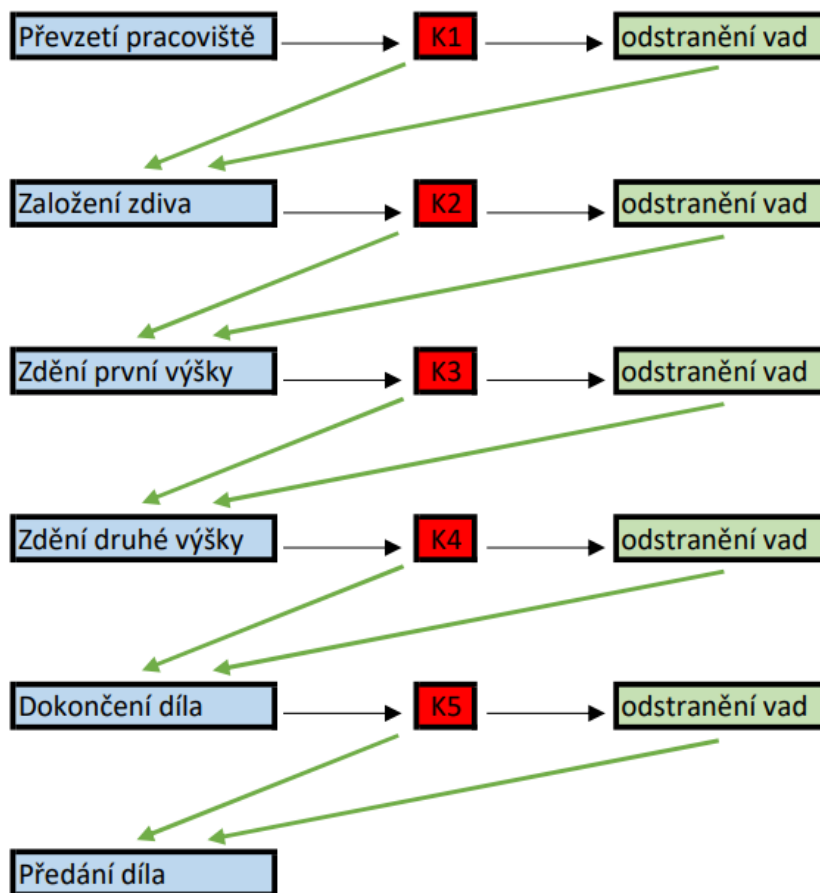 Převzetí pracoviště K1 odstranění vad
Založení zdiva K2 odstranění vad
Zdění první výšky K3 odstranění vad
Zdění druhé výšky K4 odstranění vad
Dokončení díla K5 odstranění vad
Předání díla